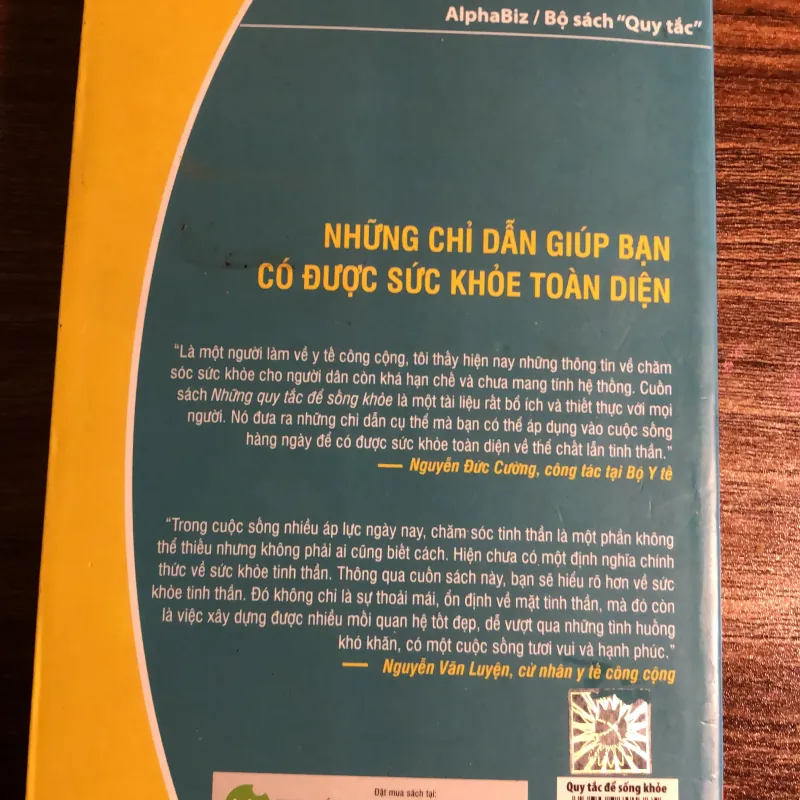 AlphaBiz / Bộ sách “Quy tắc”
NHỮNG CHỈ DẪN GIÚP BẠN
CÓ ĐƯỢC SỨC KHỎE TOÀN DIỆN
“Là một người làm về y tế công cộng, tôi thấy hiện nay những thông tin về chăm
sóc sức khỏe cho người dân còn khá hạn chế và chưa mang tính hệ thống. Cuốn
sách Những quy tắc để sống khỏe là một tài liệu rất bổ ích và thiết thực với mọi
người. Nó đưa ra những chỉ dẫn cụ thể mà bạn có thể áp dụng vào cuộc sống
hàng ngày để có được sức khỏe toàn diện về thể chất lẫn tinh thần.”
— Nguyễn Đức Cường, công tác tại Bộ Y tế
“Trong cuộc sống nhiều áp lực ngày nay, chăm sóc tinh thần là một phần không
thể thiếu nhưng không phải ai cũng biết cách. Hiện chưa có một định nghĩa chính
thức về sức khỏe tinh thần. Thông qua cuốn sách này, bạn sẽ hiểu rõ hơn về sức
khỏe tinh thần. Đó không chỉ là sự thoải mái, ổn định về mặt tinh thần, mà đó còn
là việc xây dựng được nhiều mối quan hệ tốt đẹp, dễ vượt qua những tình huống
khó khăn, có một cuộc sống tươi vui và hạnh phúc.”
— Nguyễn Văn Luyện, cử nhân y tế công cộng
Đặt mua sách tại:
Quy tắc để sống khỏe